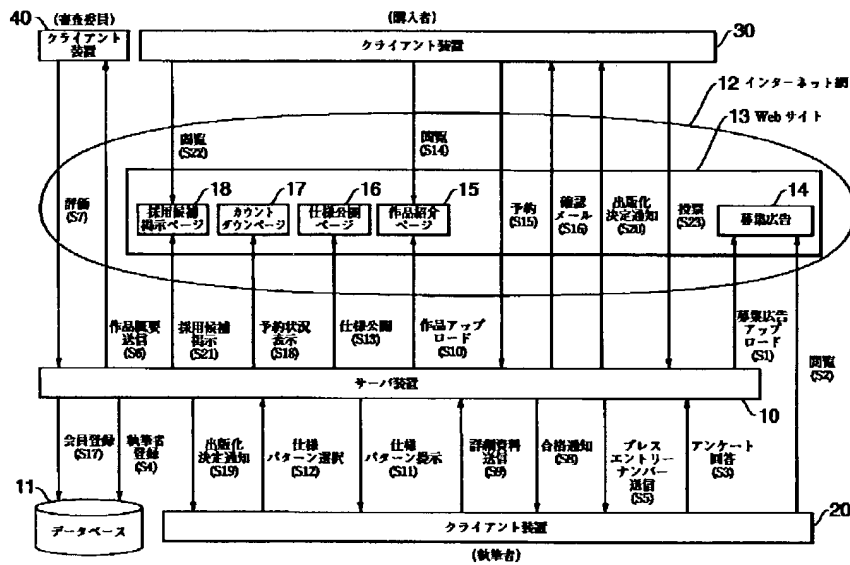 40
(審査委員)
クライアント
装置
(購入者)
クライアント装置
30
12 インターネット網
13 Webサイト
閲覧
(S22)
閲覧
(S14)
評価
(S7)
18
17
16
15
14
採用候補
掲示ページ
カウント
ダウンページ
仕様公開
ページ
作品紹介
ページ
予約
(S15)
確認
メール
(S16)
出版化
決定通知
(S20)
投票
(S23)
募集広告
作品概要
送信
(S6)
採用候補
掲示
(S21)
予約状況
表示
(S18)
仕様公開
(S13)
作品アップ
ロード
(S10)
募集広告
アップ
ロード
(S1)
閲覧
(S2)
サーバ装置
10
会員登録
(S17)
執筆者
登録
(S4)
出版化
決定通知
(S19)
仕様
パターン選択
(S12)
仕様
パターン提示
(S11)
詳細資料
送信
(S9)
合格通知
(S8)
プレス
エントリー
ナンバー
送信
(S5)
アンケート
回答
(S3)
11
データベース
クライアント装置
20
(執筆者)